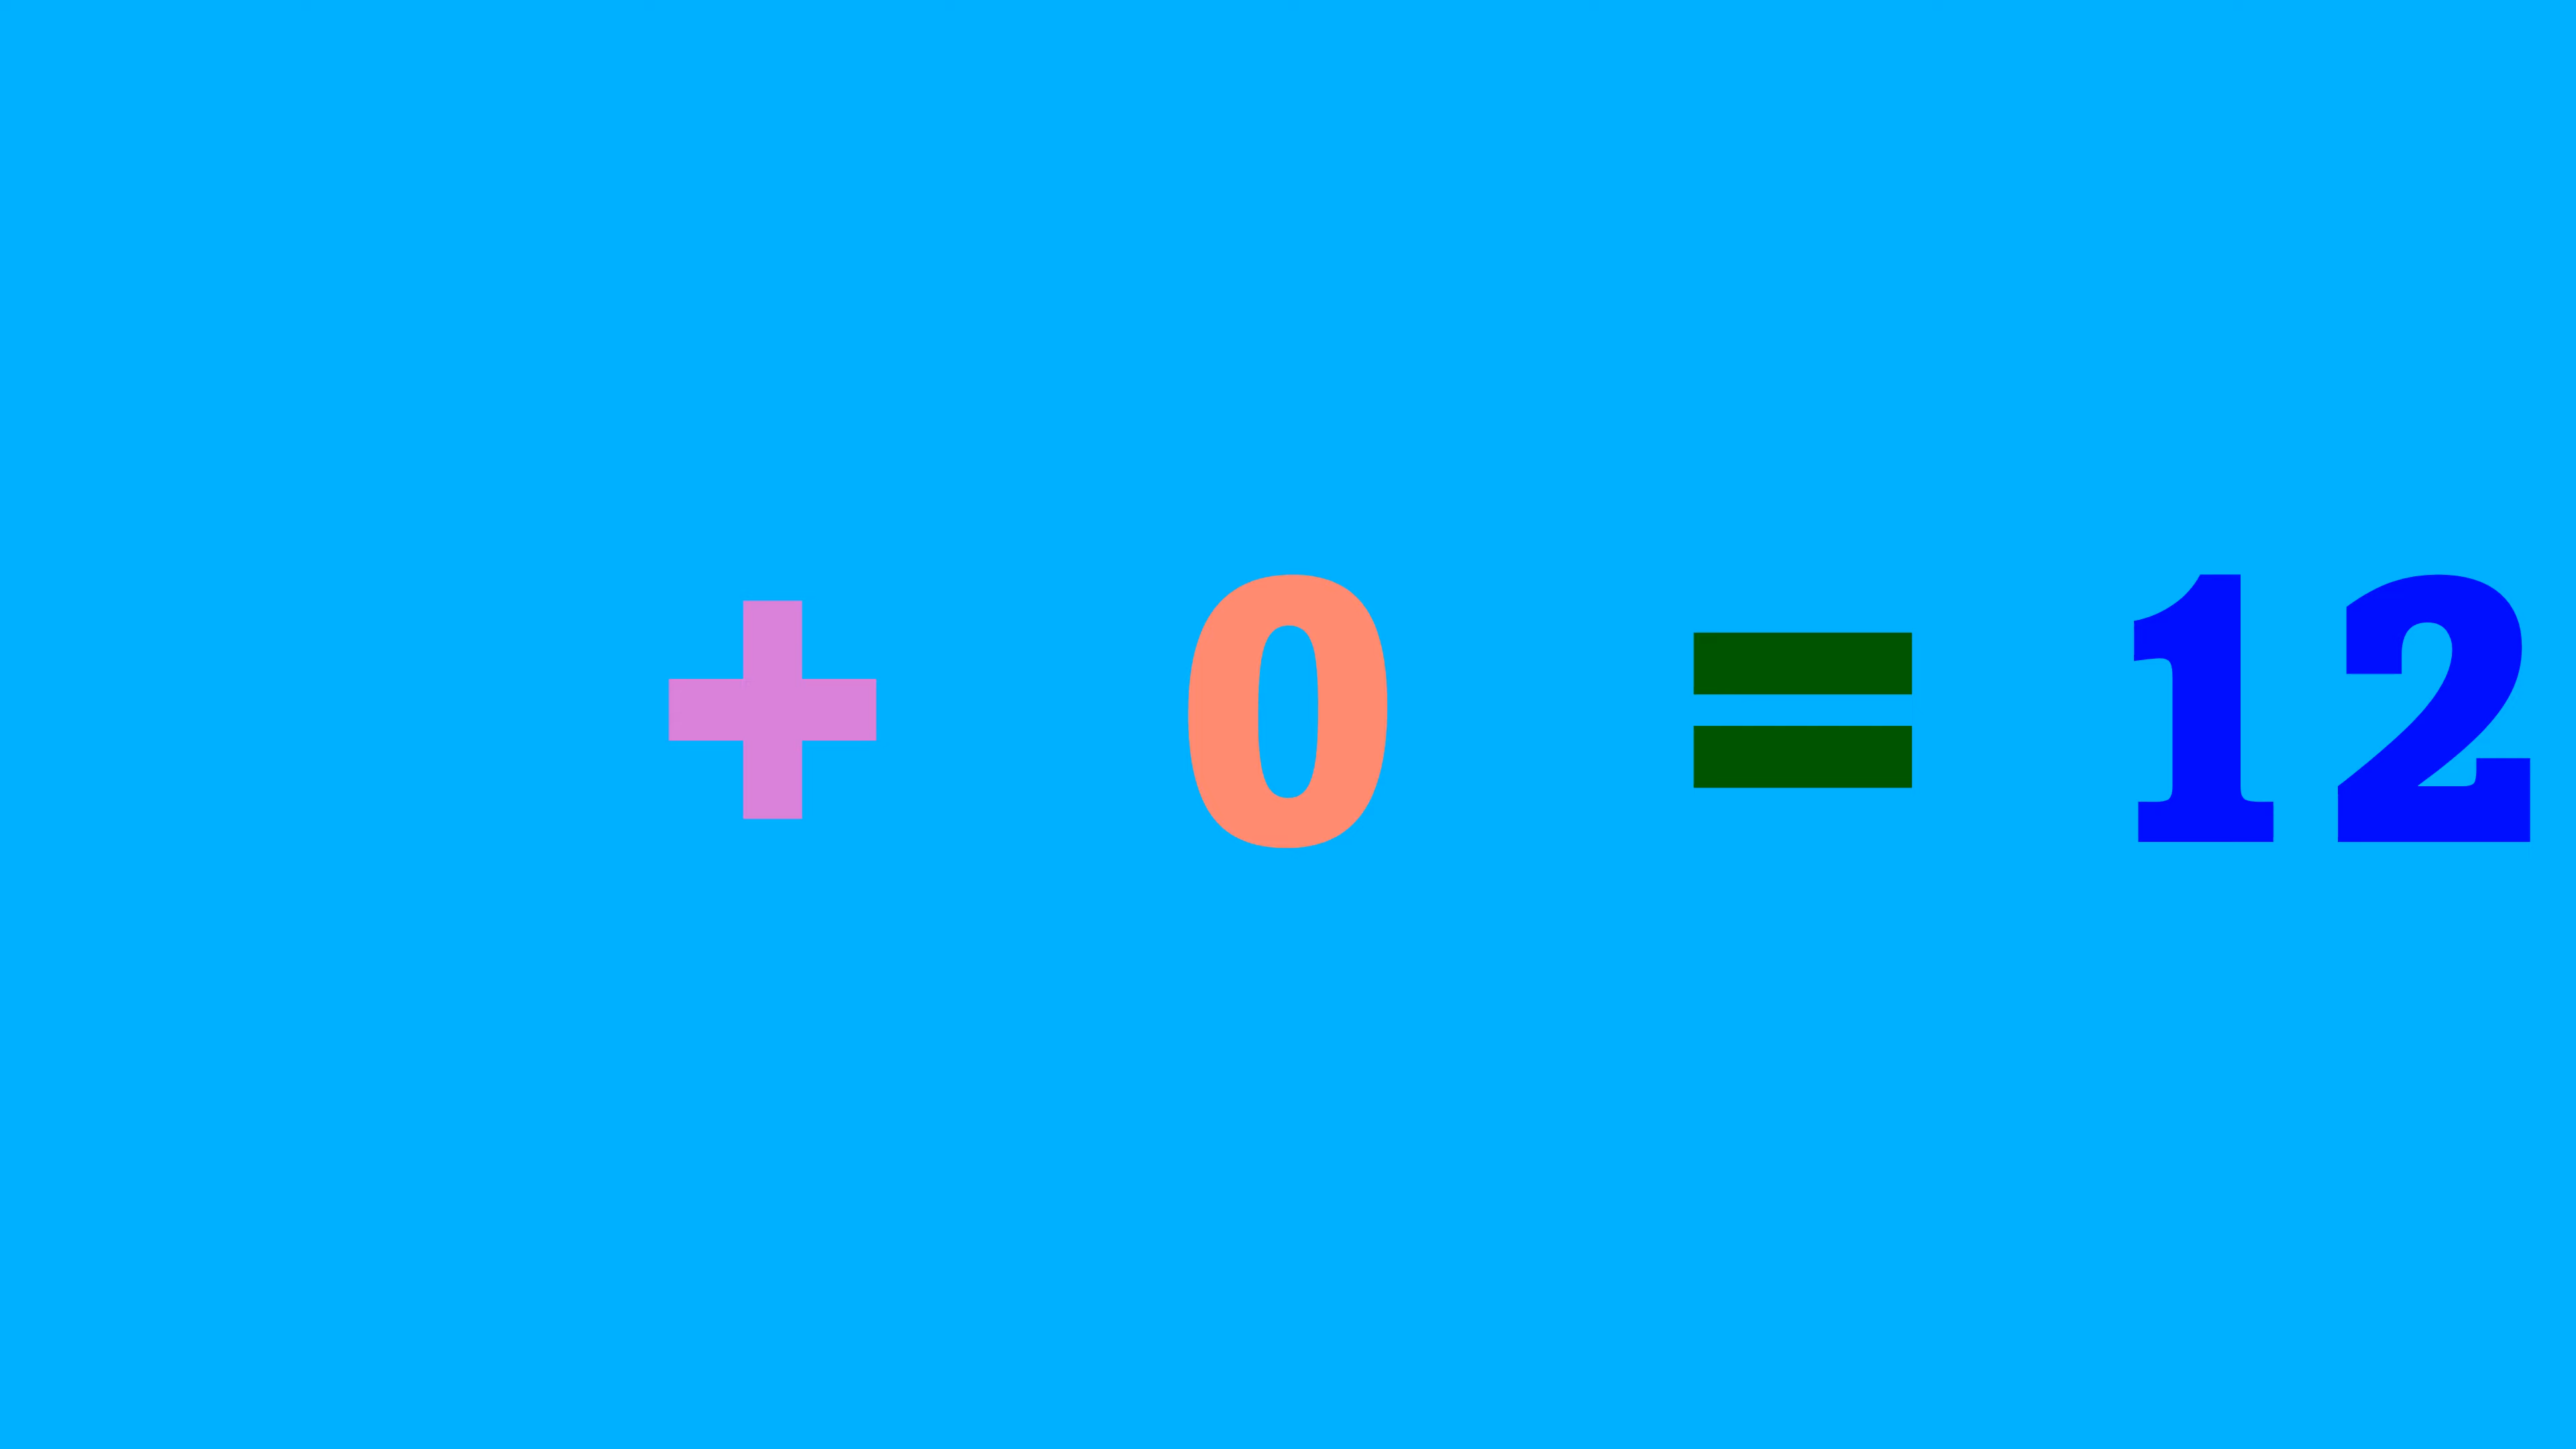 + 0 = 12